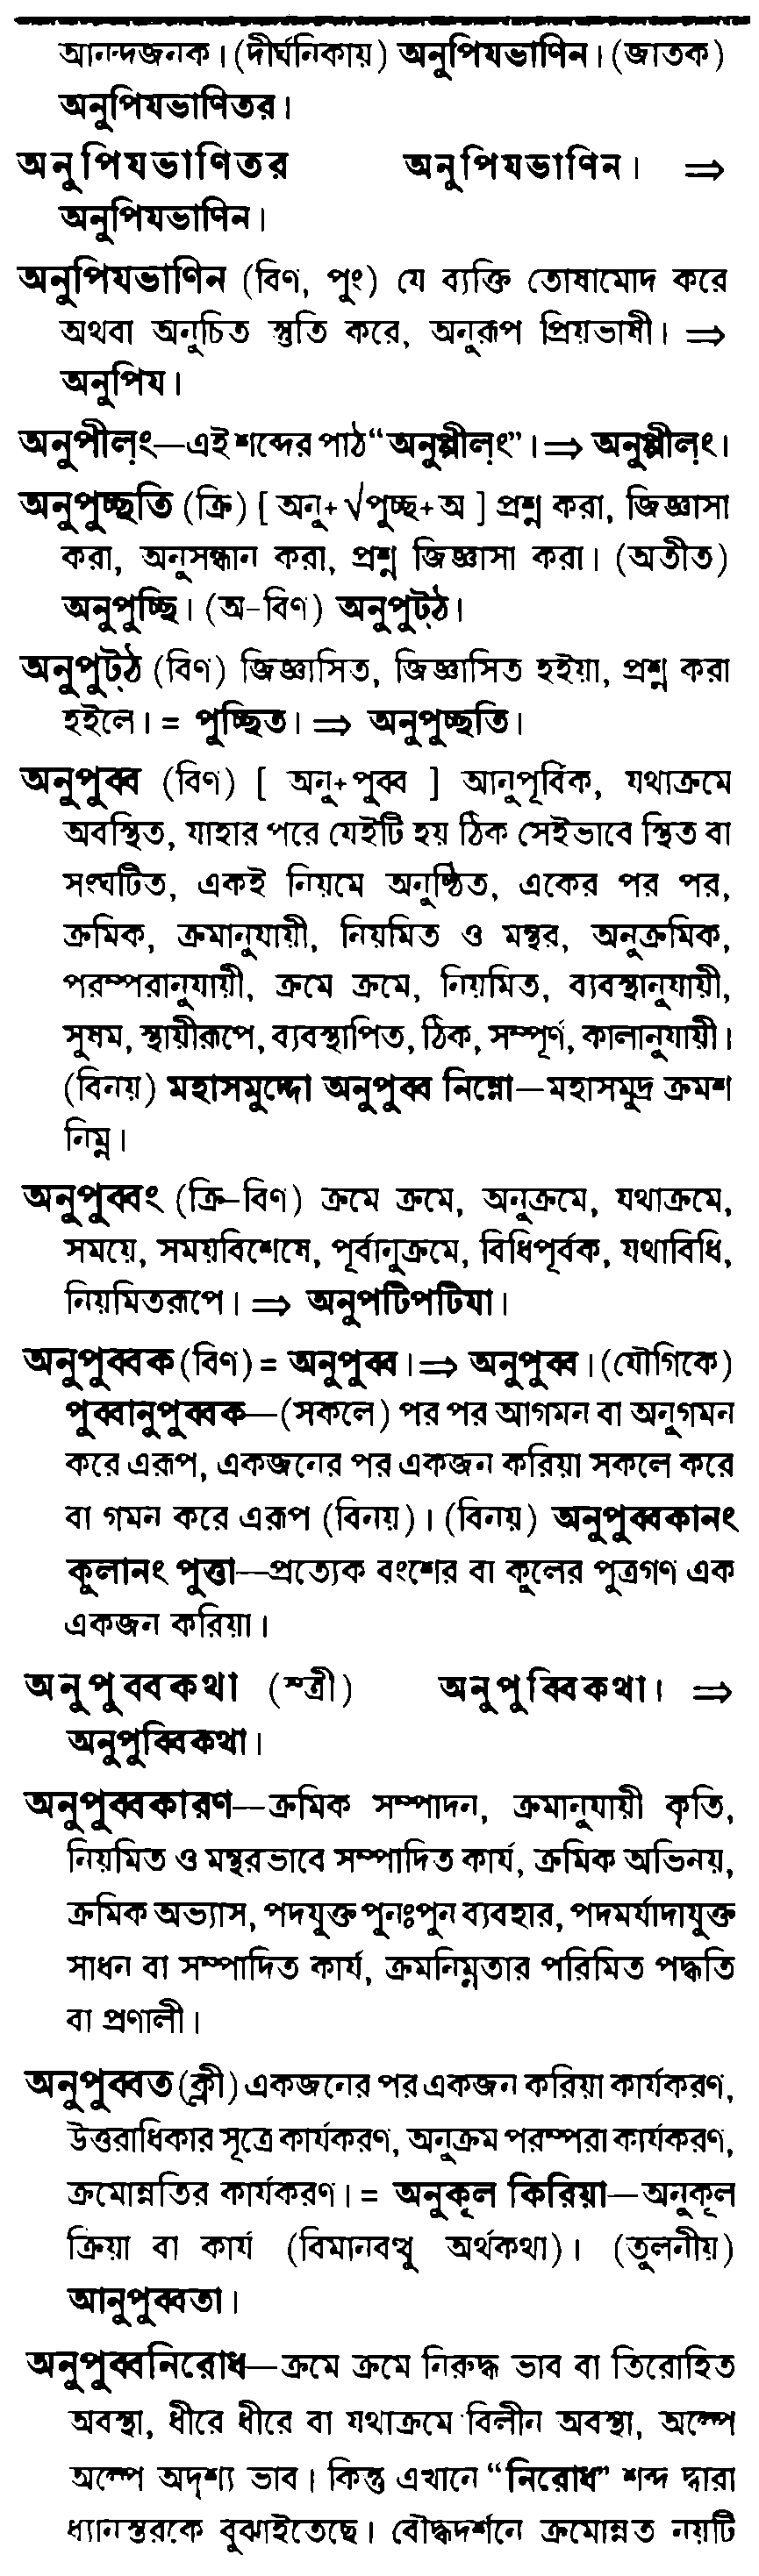 আনন্দজনক। (দীর্ঘনিকায়) অনুপিযভাণিন। (জাতক)
অনুপিযভাণিতর।
অনুপিযভাণিতর অনুপিযভাণিন। ⇒
অনুপিযভাণিন।
অনুপিযভাণিন (বিণ, পুং) যে ব্যক্তি তোষামোদ করে
অথবা অনুচিত স্তুতি করে, অনুরূপ প্রিয়ভাষী। ⇒
অনুপিয।
অনুপীল়ং—এই শব্দের পাঠ “অনুপ্পীল়ং”। ⇒ অনুপ্পীল়ং।
অনুপুচ্ছতি (ক্রি) [ অনু+√পুচ্ছ+অ ] প্রশ্ন করা, জিজ্ঞাসা
করা, অনুসন্ধান করা, প্রশ্ন জিজ্ঞাসা করা। (অতীত)
অনুপুচ্ছি। (অ-বিণ) অনুপুট্ঠ।
অনুপুট্ঠ (বিণ) জিজ্ঞাসিত, জিজ্ঞাসিত হইয়া, প্রশ্ন করা
হইলে। = পুচ্ছিত। ⇒ অনুপুচ্ছতি।
অনুপুব্ব (বিণ) [ অনু+পুব্ব ] আনুপূর্বিক, যথাক্রমে
অবস্থিত, যাহার পরে যেইটি হয় ঠিক সেইভাবে স্থিত বা
সংঘটিত, একই নিয়মে অনুষ্ঠিত, একের পর পর,
ক্রমিক, ক্রমানুযায়ী, নিয়মিত ও মন্থর, অনুক্রমিক,
পরম্পরানুযায়ী, ক্রমে ক্রমে, নিয়মিত, ব্যবস্থানুযায়ী,
সুষম, স্থায়ীরূপে, ব্যবস্থাপিত, ঠিক, সম্পূর্ণ, কালানুযায়ী।
(বিনয়) মহাসমুদ্দো অনুপুব্ব নিন্নো—মহাসমুদ্র ক্রমশ
নিম্ন।
অনুপুব্বং (ক্রি-বিণ) ক্রমে ক্রমে, অনুক্রমে, যথাক্রমে,
সময়ে, সময়বিশেষে, পূর্বানুক্রমে, বিধিপূর্বক, যথাবিধি,
নিয়মিতরূপে। ⇒ অনুপটিপটিযা।
অনুপুব্বক (বিণ) = অনুপুব্ব। ⇒ অনুপুব্ব। (যৌগিকে)
পুব্বানুপুব্বক—(সকলে) পর পর আগমন বা অনুগমন
করে এরূপ, একজনের পর একজন করিয়া সকলে করে
বা গমন করে এরূপ (বিনয়)। (বিনয়) অনুপুব্বকানং
কূলানং পুত্তা—প্রত্যেক বংশের বা কূলের পুত্রগণ এক
একজন করিয়া।
অনুপুববকথা (স্ত্রী) অনুপুব্বিকথা। ⇒
অনুপুব্বিকথা।
অনুপুব্বকারণ—ক্রমিক সম্পাদন, ক্রমানুযায়ী কৃতি,
নিয়মিত ও মন্থরভাবে সম্পাদিত কার্য, ক্রমিক অভিনয়,
ক্রমিক অভ্যাস, পদযুক্ত পুনঃপুন ব্যবহার, পদমর্যাদাযুক্ত
সাধন বা সম্পাদিত কার্য, ক্রমনিম্নতার পরিমিত পদ্ধতি
বা প্রণালী।
অনুপুব্বত (ক্লী) একজনের পর একজন করিয়া কার্যকরণ,
উত্তরাধিকার সূত্রে কার্যকরণ, অনুক্রম পরম্পরা কার্যকরণ,
ক্রমোন্নতির কার্যকরণ। = অনুকূল কিরিয়া—অনুকূল
ক্রিয়া বা কার্য (বিমানবত্থু অর্থকথা)। (তুলনীয়)
আনুপুব্বতা।
অনুপুব্বনিরোধ—ক্রমে ক্রমে নিরুদ্ধ ভাব বা তিরোহিত
অবস্থা, ধীরে ধীরে বা যথাক্রমে বিলীন অবস্থা, অল্পে
অল্পে অদৃশ্য ভাব। কিন্তু এখানে “নিরোধ” শব্দ দ্বারা
ধ্যানস্তরকে বুঝাইতেছে। বৌদ্ধদর্শনে ক্রমোন্নত নয়টি